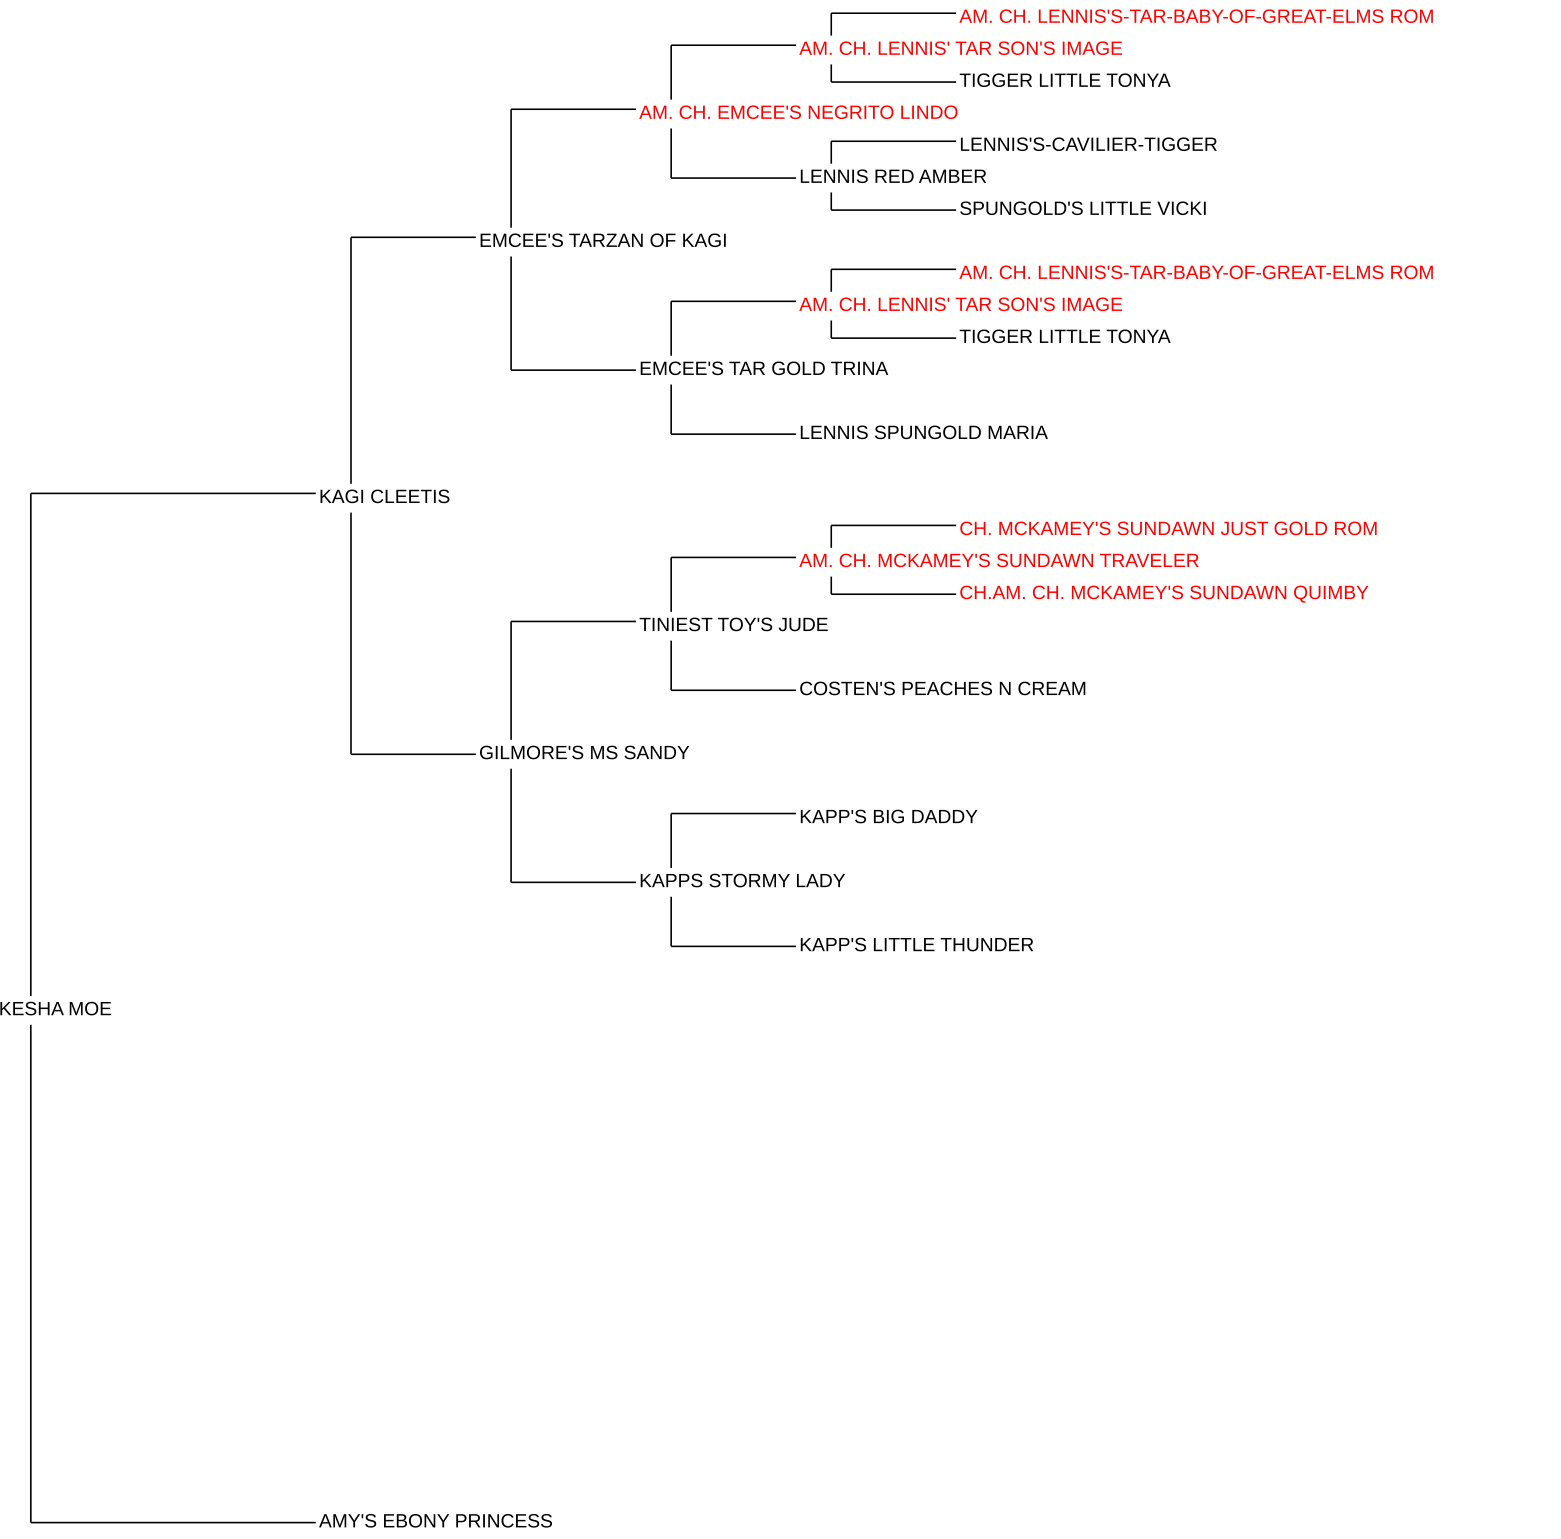 AM. CH. LENNIS'S-TAR-BABY-OF-GREAT-ELMS ROM
AM. CH. LENNIS' TAR SON'S IMAGE
TIGGER LITTLE TONYA
AM. CH. EMCEE'S NEGRITO LINDO
LENNIS'S-CAVILIER-TIGGER
LENNIS RED AMBER
SPUNGOLD'S LITTLE VICKI
EMCEE'S TARZAN OF KAGI
AM. CH. LENNIS'S-TAR-BABY-OF-GREAT-ELMS ROM
AM. CH. LENNIS' TAR SON'S IMAGE
TIGGER LITTLE TONYA
EMCEE'S TAR GOLD TRINA
LENNIS SPUNGOLD MARIA
KAGI CLEETIS
CH. MCKAMEY'S SUNDAWN JUST GOLD ROM
AM. CH. MCKAMEY'S SUNDAWN TRAVELER
CH.AM. CH. MCKAMEY'S SUNDAWN QUIMBY
TINIEST TOY'S JUDE
COSTEN'S PEACHES N CREAM
GILMORE'S MS SANDY
KAPP'S BIG DADDY
KAPPS STORMY LADY
KAPP'S LITTLE THUNDER
KESHA MOE
AMY'S EBONY PRINCESS